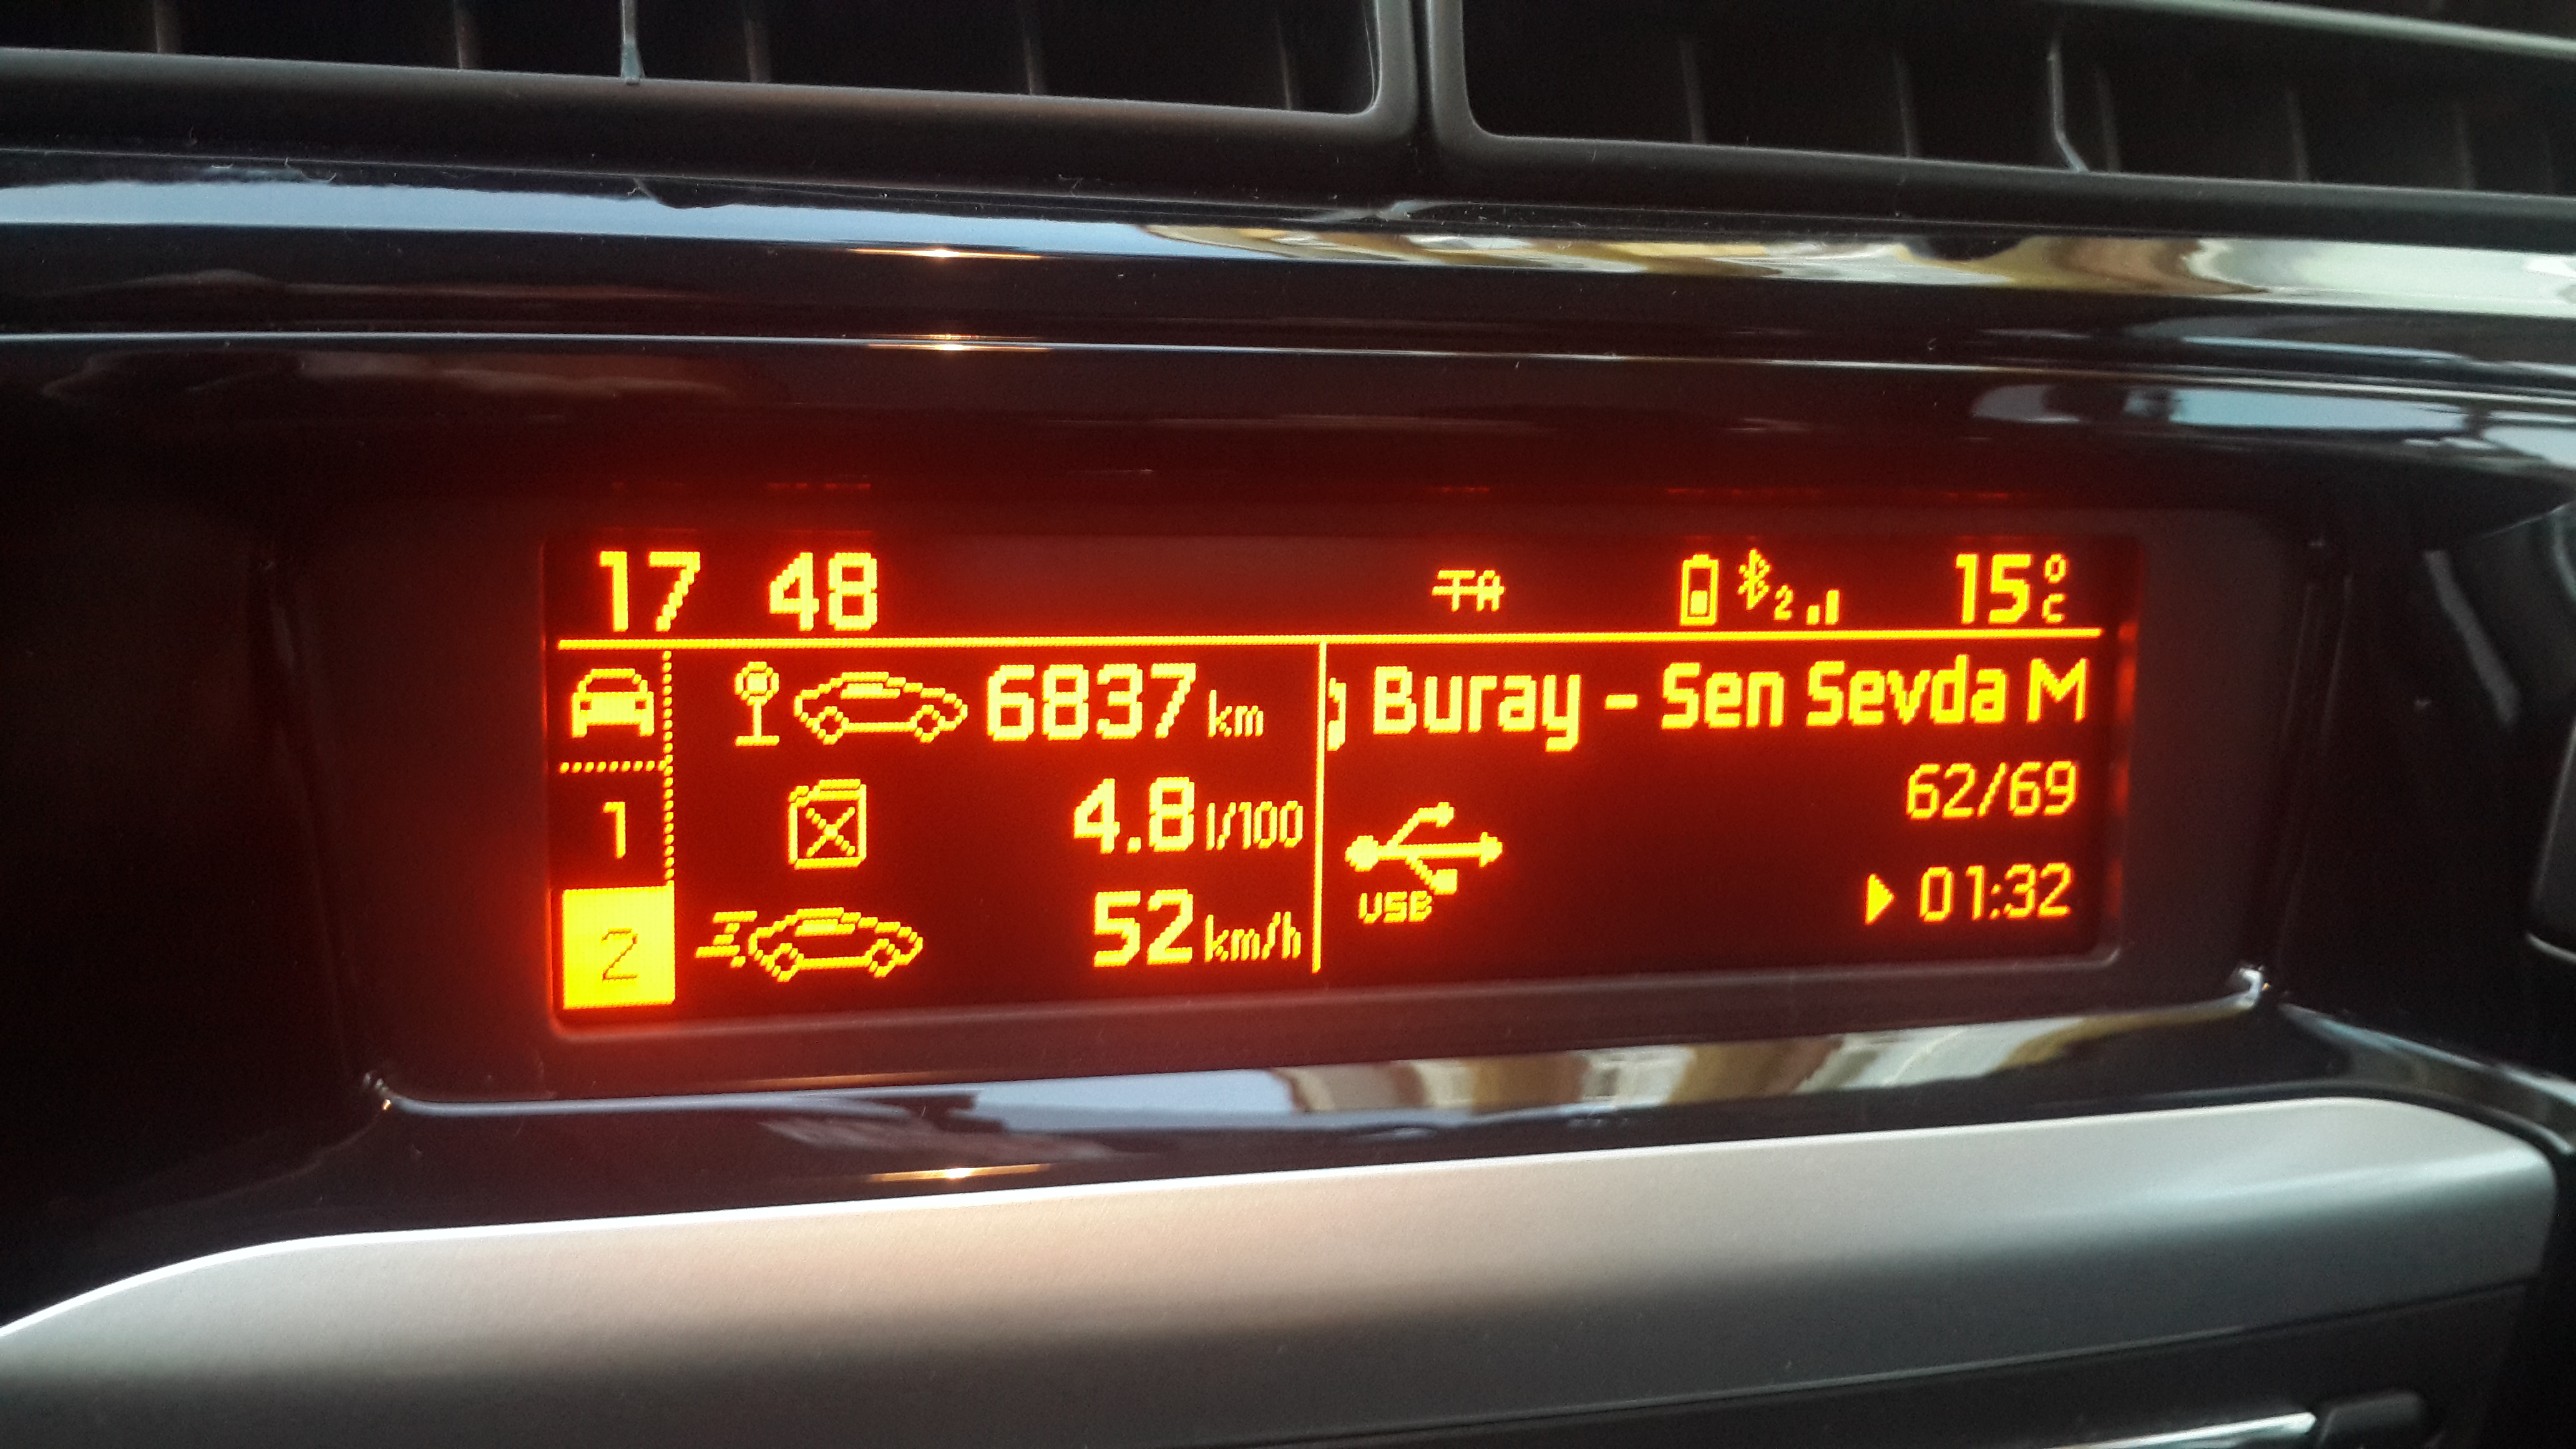 17 48 TA 2 15°C
6837 km
1 4.8 l/100
2 52 km/h
) Buray - Sen Sevda M
62/69
USB 01:32